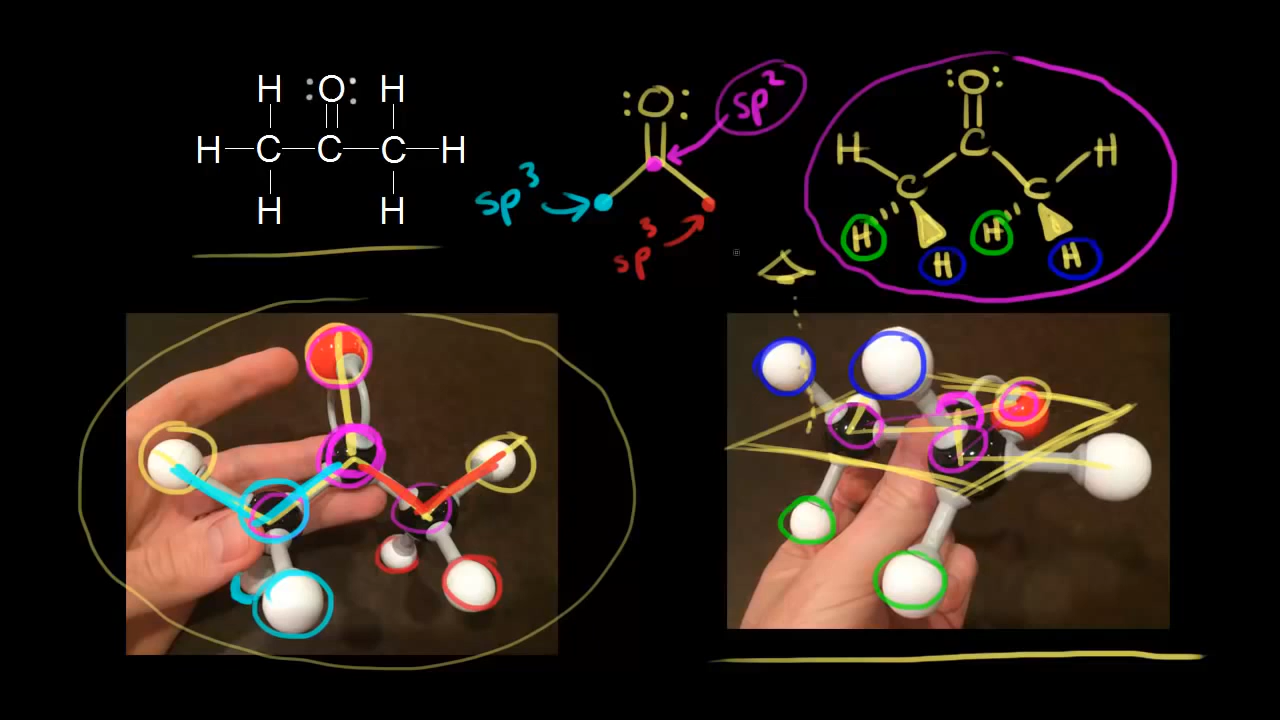 H :O: H
H—C—C—C—H
H H
:O:
sp²
sp³
sp³
:O:
H C H
C C
H H
H H